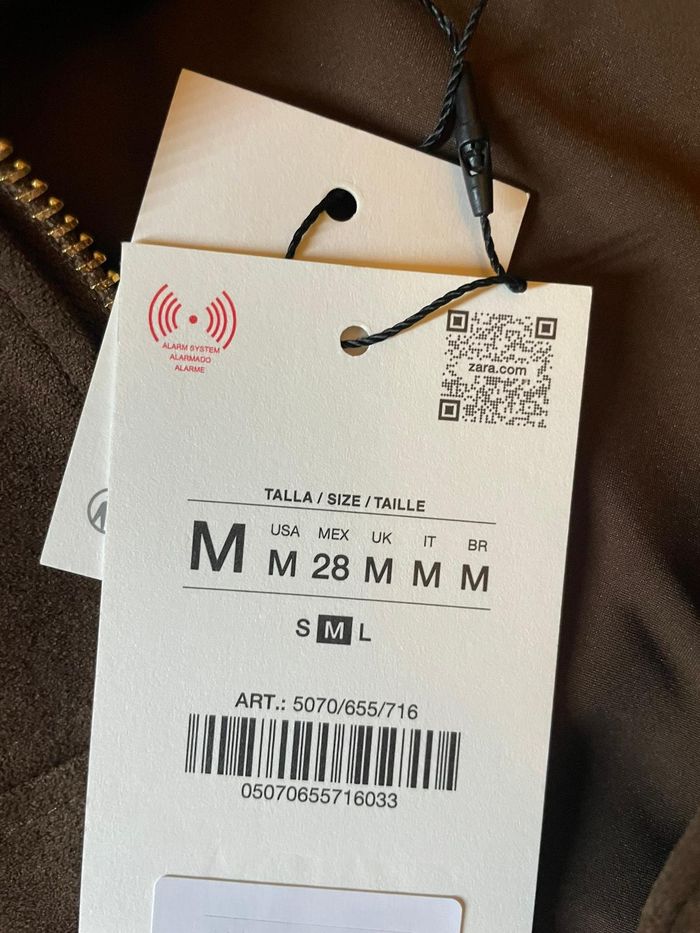 ALARM SYSTEM
ALARMADO
ALARME
zara.com
TALLA / SIZE / TAILLE
M
USA MEX UK IT BR
M 28 M M M
S M L
ART.: 5070/655/716
05070655716033